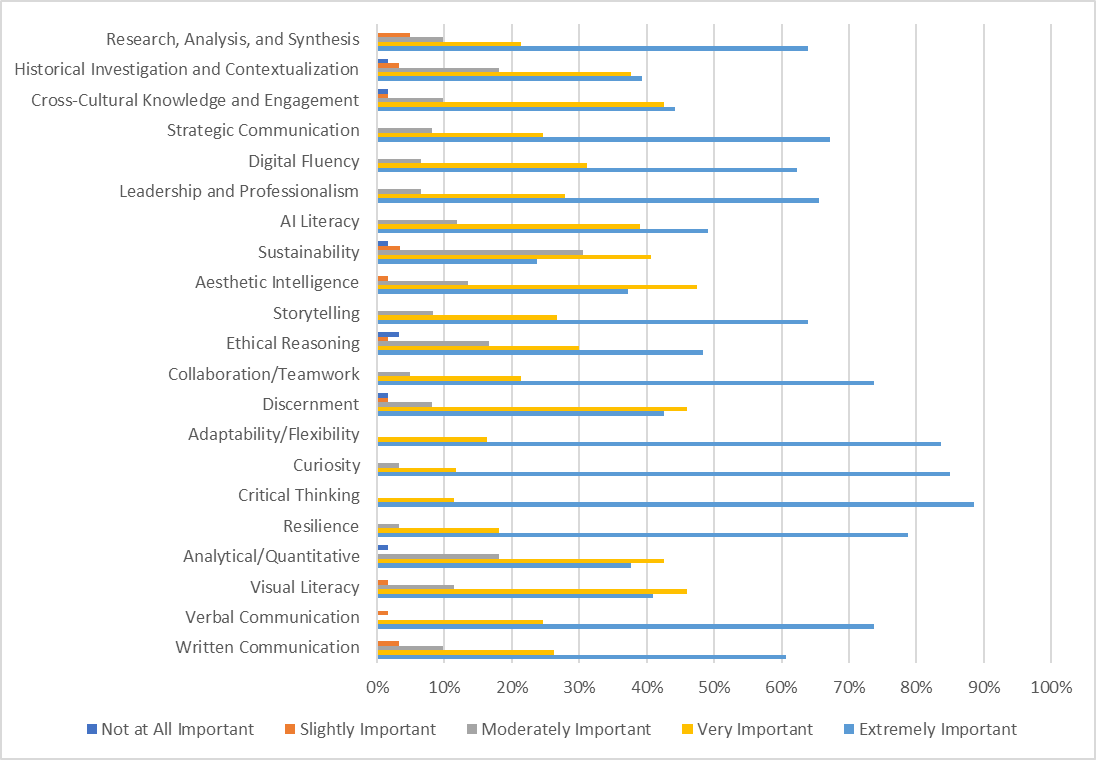 Research, Analysis, and Synthesis
Historical Investigation and Contextualization
Cross-Cultural Knowledge and Engagement
Strategic Communication
Digital Fluency
Leadership and Professionalism
AI Literacy
Sustainability
Aesthetic Intelligence
Storytelling
Ethical Reasoning
Collaboration/Teamwork
Discernment
Adaptability/Flexibility
Curiosity
Critical Thinking
Resilience
Analytical/Quantitative
Visual Literacy
Verbal Communication
Written Communication
0% 10% 20% 30% 40% 50% 60% 70% 80% 90% 100%
Not at All Important Slightly Important Moderately Important Very Important Extremely Important